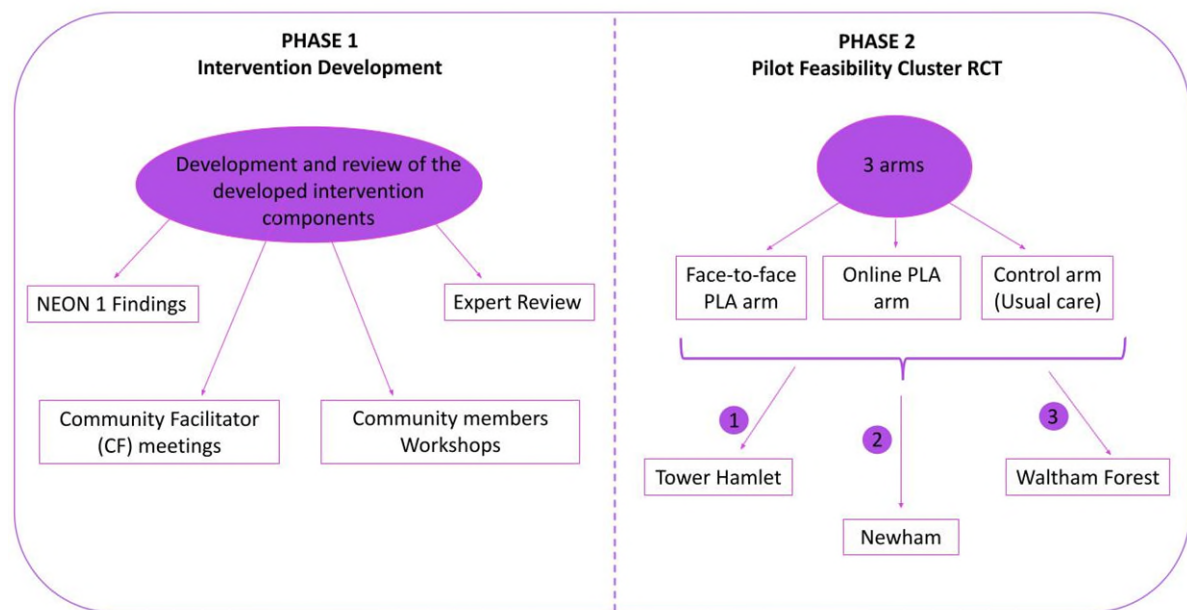 PHASE 1
Intervention Development
Development and review of the
developed intervention
components
NEON 1 Findings
Expert Review
Community Facilitator
(CF) meetings
Community members
Workshops
PHASE 2
Pilot Feasibility Cluster RCT
3 arms
Face-to-face
PLA arm
Online PLA
arm
Control arm
(Usual care)
1
2
3
Tower Hamlet
Newham
Waltham Forest